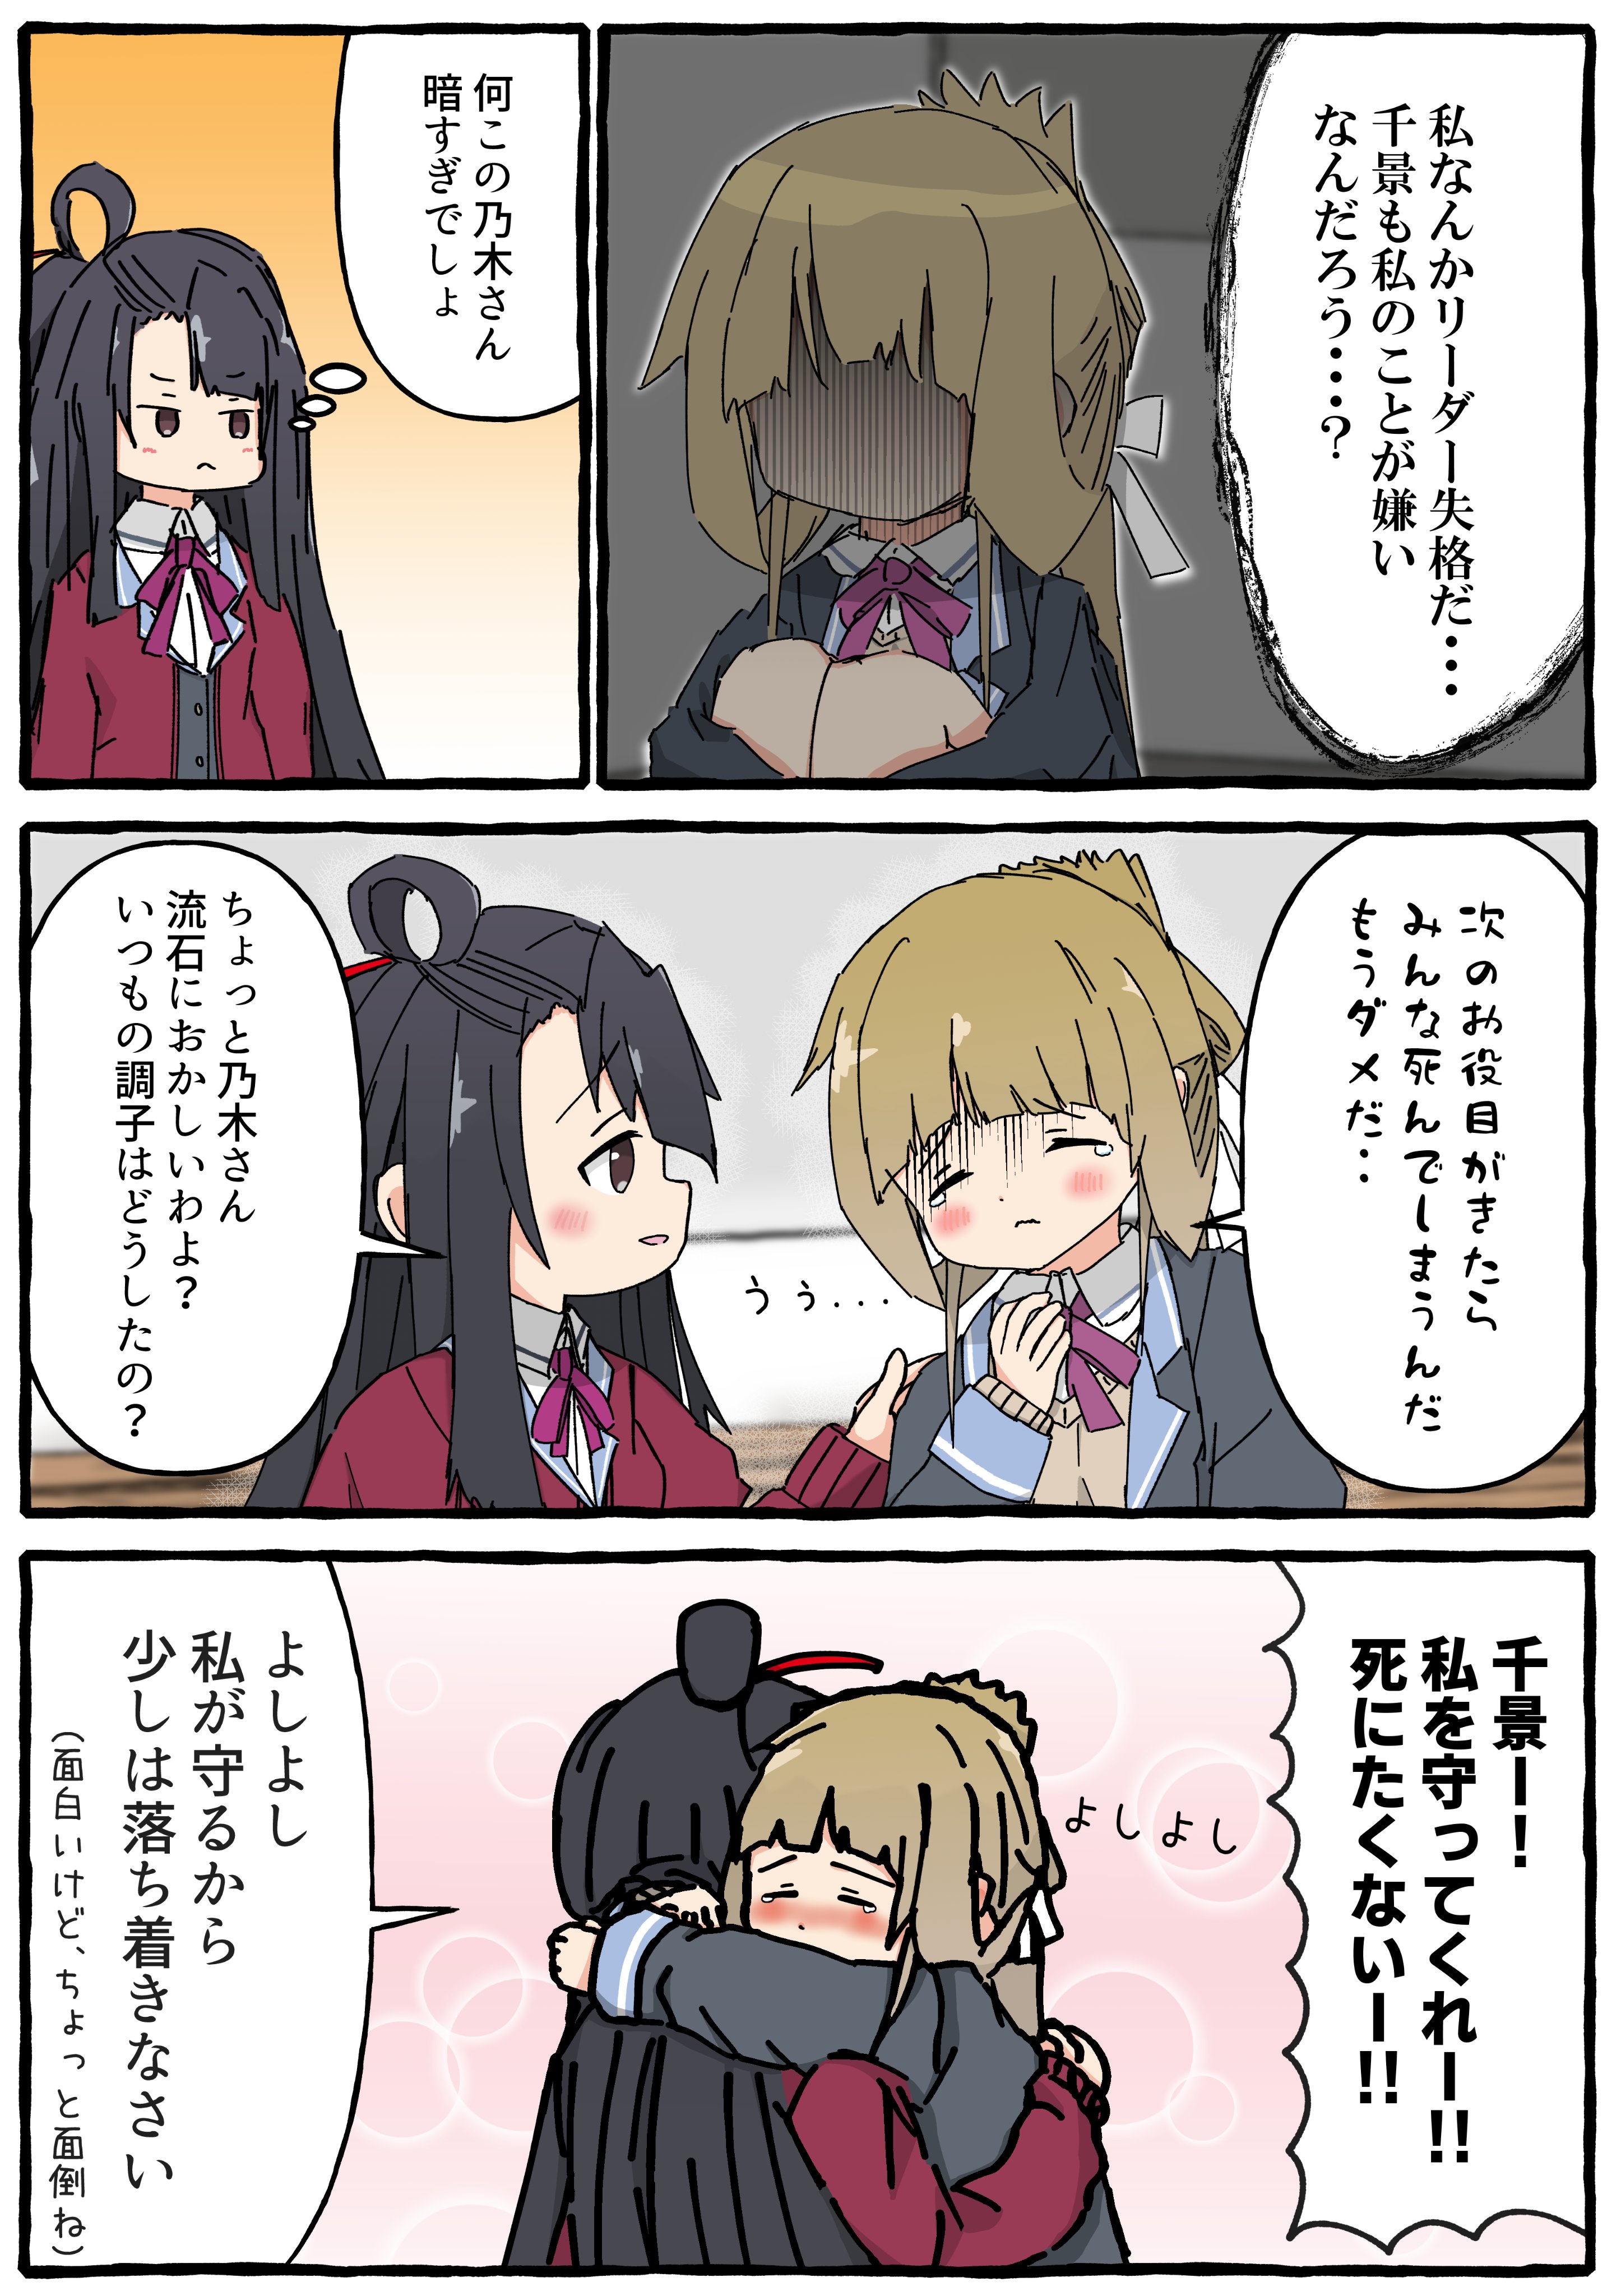 私なんかリーダー失格だ・・・
千景も私のことが嫌い
なんだろう・・・・？
何この乃木さん
暗すぎでしょ
次のお役目がきたら
みんな死んでしまうんだ
もうダメだ・・
うぅ...
ちょっと乃木さん
流石におかしいわよ？
いつもの調子はどうしたの？
千景ー！
私を守ってくれー!!
死にたくないー!!
よしよし
よしよし
私が守るから
少しは落ち着きなさい
（面白いけど、ちょっと面倒ね）